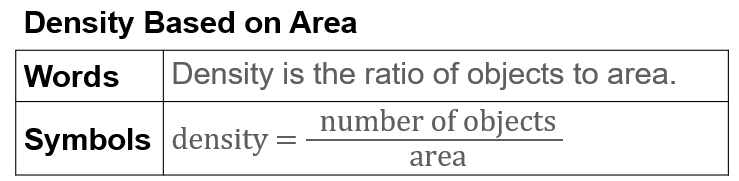 Density Based on Area
Words Density is the ratio of objects to area.
Symbols density = number of objects
area